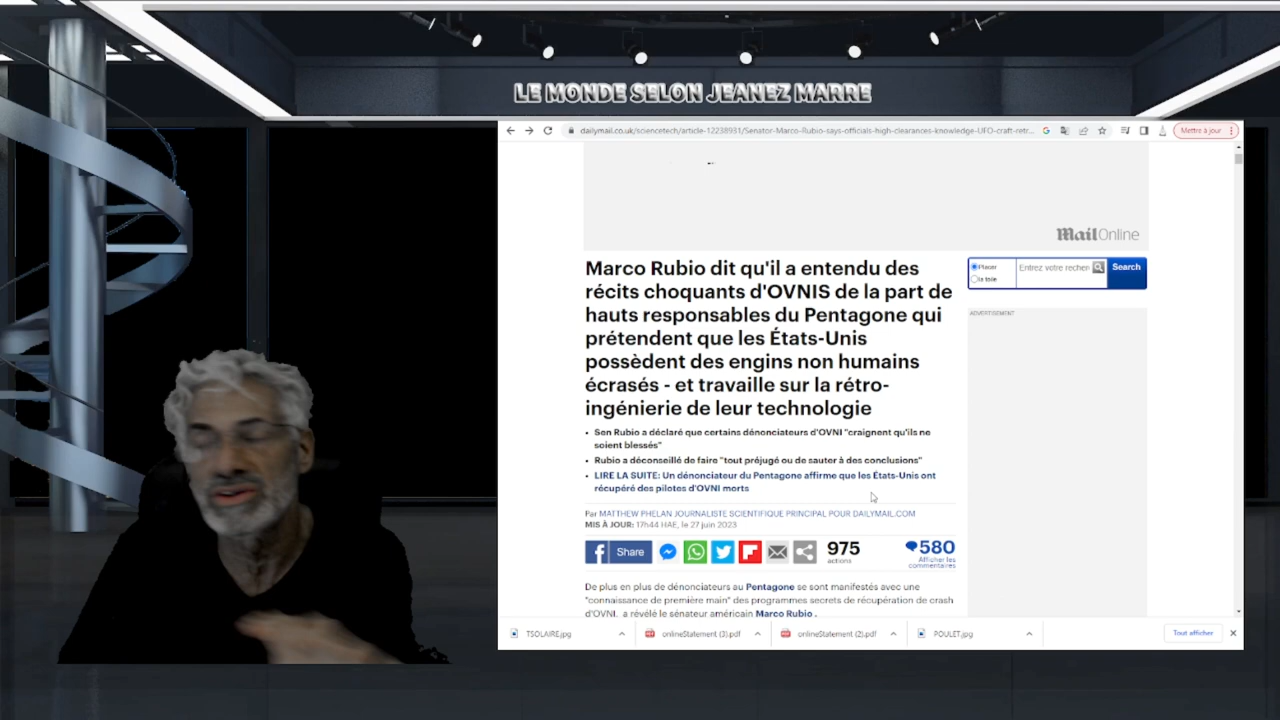 LE MONDE SELON JEANEZ MARRE
dailymail.co.uk/sciencetech/article-12238931/Senator-Marco-Rubio-says-officials-high-clearances-knowledge-UFO-craft-retr...
Mettre à jour
MailOnline
Marco Rubio dit qu'il a entendu des
récits choquants d'OVNIS de la part de
hauts responsables du Pentagone qui
prétendent que les États-Unis
possèdent des engins non humains
écrasés - et travaille sur la rétro-
ingénierie de leur technologie
Placer
la toile
Entrez votre recher
Search
ADVERTISEMENT
• Sen Rubio a déclaré que certains dénonciateurs d'OVNI "craignent qu'ils ne
soient blessés"
• Rubio a déconseillé de faire "tout préjugé ou de sauter à des conclusions"
• LIRE LA SUITE: Un dénonciateur du Pentagone affirme que les États-Unis ont
récupéré des pilotes d'OVNI morts
Par MATTHEW PHELAN JOURNALISTE SCIENTIFIQUE PRINCIPAL POUR DAILYMAIL.COM
MIS À JOUR: 17h44 HAE, le 27 juin 2023
Share
975
actions
580
Afficher les
commentaires
De plus en plus de dénonciateurs au Pentagone se sont manifestés avec une
"connaissance de première main" des programmes secrets de récupération de crash
d'OVNI, a révélé le sénateur américain Marco Rubio .
TSOLAIRE.jpg
onlineStatement (3).pdf
onlineStatement (2).pdf
POULET.jpg
Tout afficher